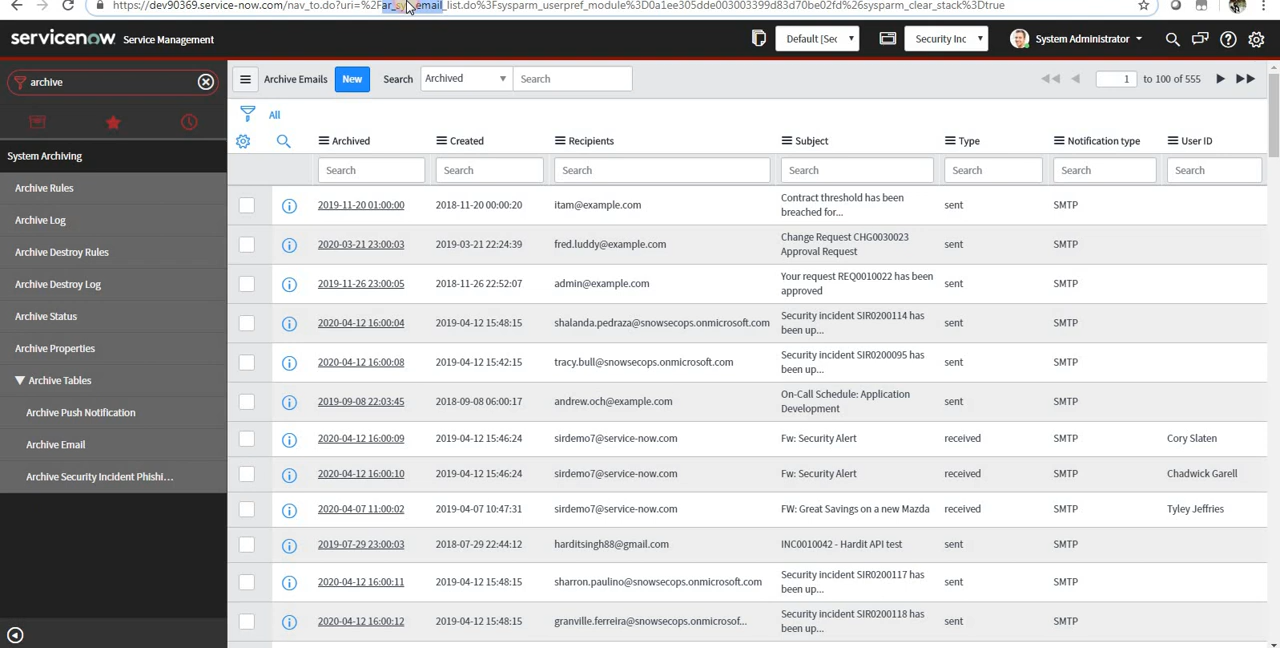 https://dev90369.service-now.com/nav_to.do?uri=%2Far_sys_email_list.do%3Fsysparm_userpref_module%3D0a1ee305dde003003399d83d70be02fd%26sysparm_clear_stack%3Dtrue
servicenow Service Management
Default [Sec
Security Inc
System Administrator
archive
Archive Emails
New
Search
Archived
Search
1
to 100 of 555
All
System Archiving
Archive Rules
Archive Log
Archive Destroy Rules
Archive Destroy Log
Archive Status
Archive Properties
Archive Tables
Archive Push Notification
Archive Email
Archive Security Incident Phishi...
Archived Created Recipients Subject Type Notification type User ID
Search Search Search Search Search Search Search
2019-11-20 01:00:00 2018-11-20 00:00:20 itam@example.com Contract threshold has been sent SMTP
breached for...
2020-03-21 23:00:03 2019-03-21 22:24:39 fred.luddy@example.com Change Request CHG0030023 sent SMTP
Approval Request
2019-11-26 23:00:05 2018-11-26 22:52:07 admin@example.com Your request REQ0010022 has been sent SMTP
approved
2020-04-12 16:00:04 2019-04-12 15:48:15 shalanda.pedraza@snowsecops.onmicrosoft.com Security incident SIR0200114 has sent SMTP
been up...
2020-04-12 16:00:08 2019-04-12 15:42:15 tracy.bull@snowsecops.onmicrosoft.com Security incident SIR0200095 has sent SMTP
been up...
2019-09-08 22:03:45 2018-09-08 06:00:17 andrew.och@example.com On-Call Schedule: Application sent SMTP
Development
2020-04-12 16:00:09 2019-04-12 15:46:24 sirdemo7@service-now.com Fw: Security Alert received SMTP Cory Slaten
2020-04-12 16:00:10 2019-04-12 15:46:24 sirdemo7@service-now.com Fw: Security Alert received SMTP Chadwick Garell
2020-04-07 11:00:02 2019-04-07 10:47:31 sirdemo7@service-now.com FW: Great Savings on a new Mazda received SMTP Tyley Jeffries
2019-07-29 23:00:03 2018-07-29 22:44:12 harditsingh88@gmail.com INC0010042 - Hardit API test sent SMTP
2020-04-12 16:00:11 2019-04-12 15:48:15 sharron.paulino@snowsecops.onmicrosoft.com Security incident SIR0200117 has sent SMTP
been up...
2020-04-12 16:00:12 2019-04-12 15:48:15 granville.ferreira@snowsecops.onmicrosof... Security incident SIR0200118 has sent SMTP
been up...